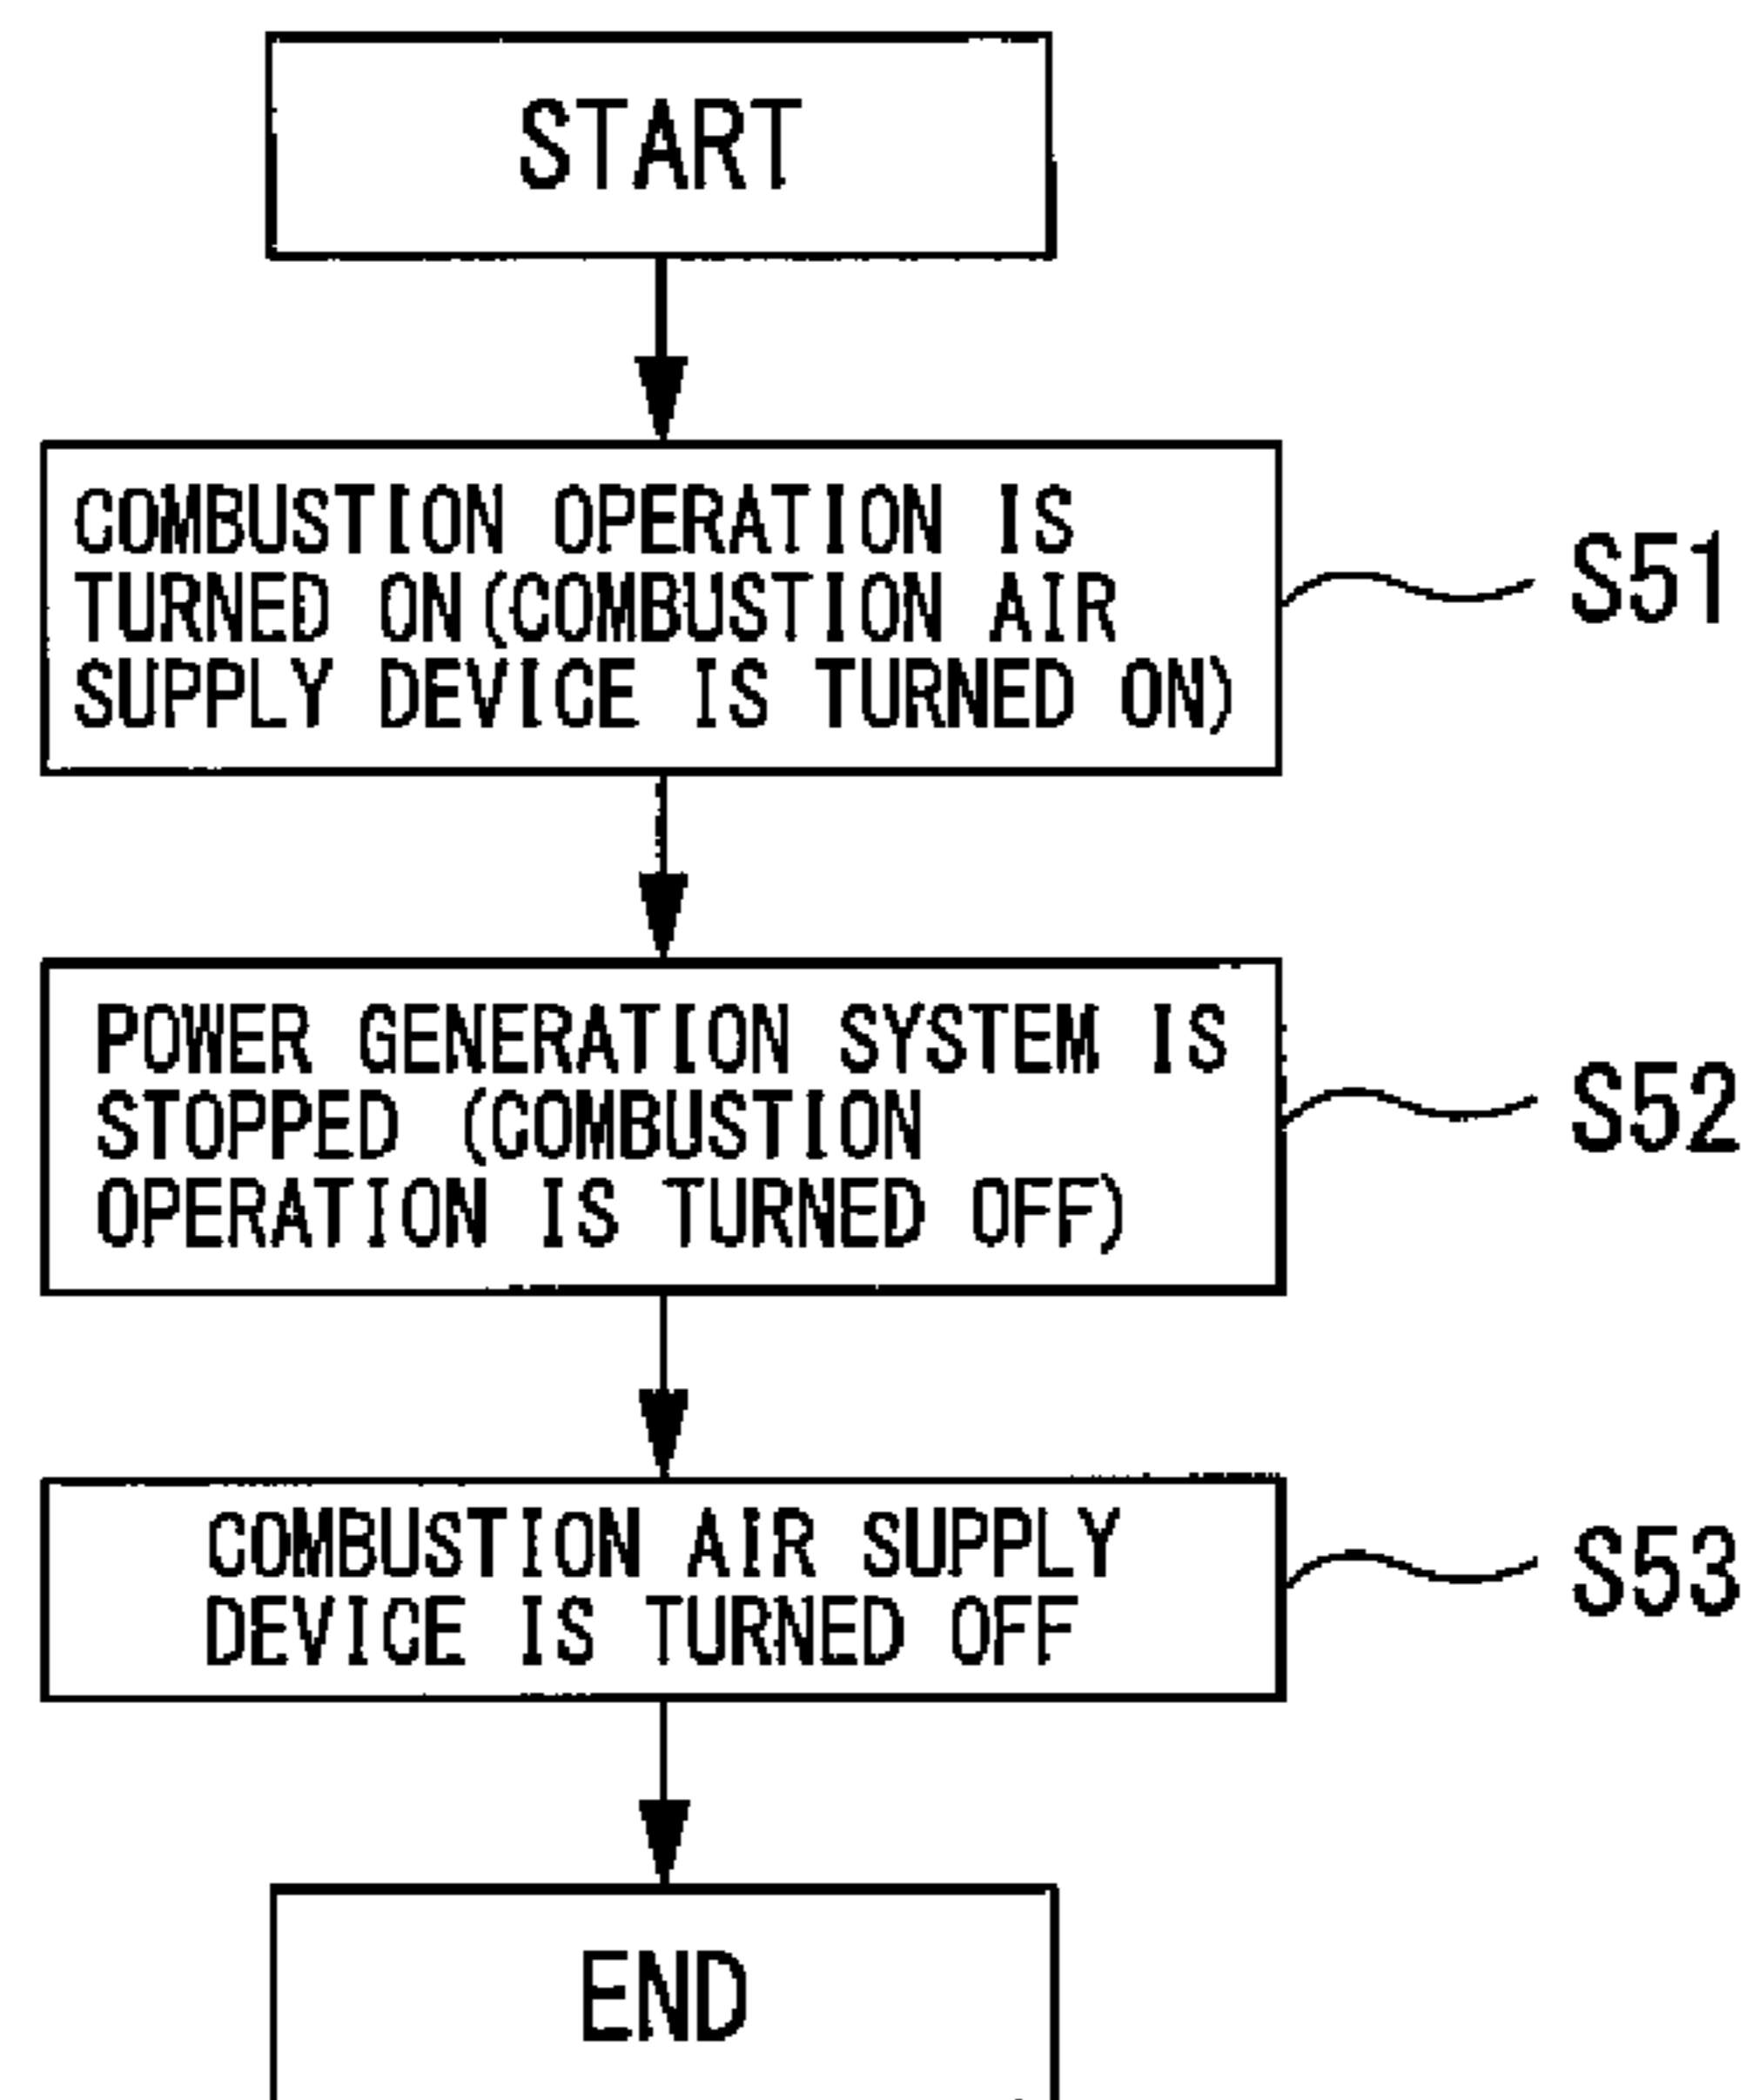 START
COMBUSTION OPERATION IS
TURNED ON(COMBUSTION AIR
SUPPLY DEVICE IS TURNED ON)
S51
POWER GENERATION SYSTEM IS
STOPPED (COMBUSTION
OPERATION IS TURNED OFF)
S52
COMBUSTION AIR SUPPLY
DEVICE IS TURNED OFF
S53
END